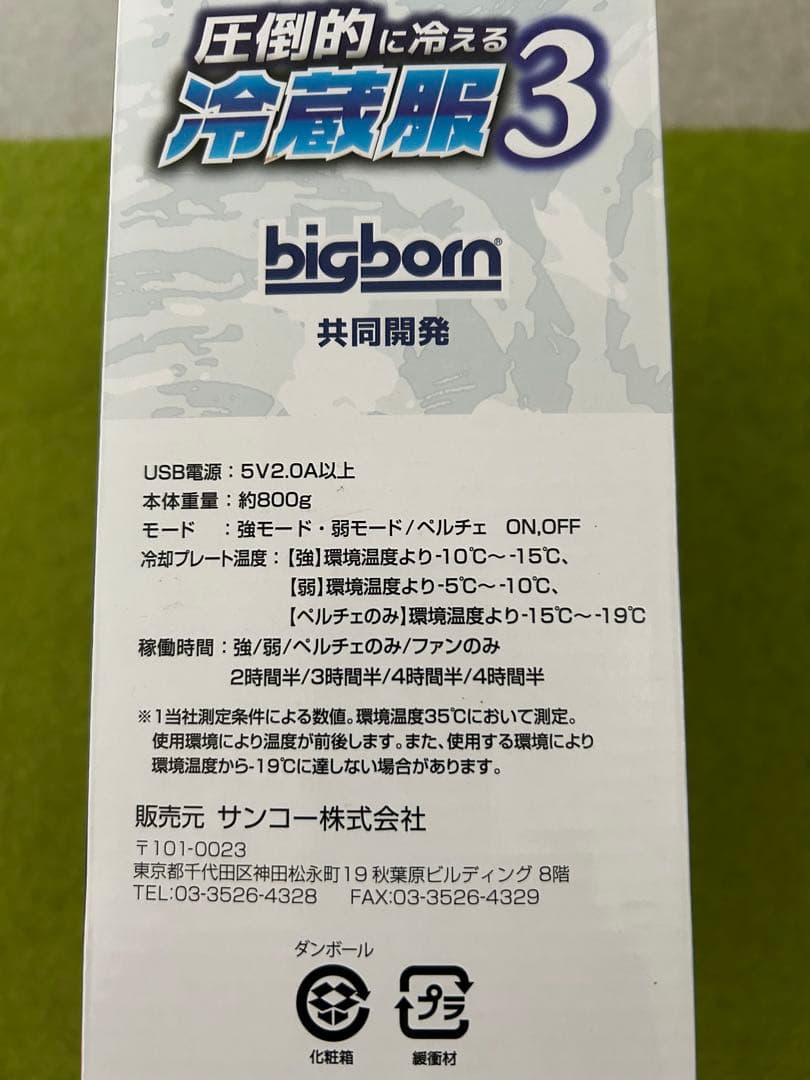 圧倒的に冷える
冷蔵服3
bigborn®
共同開発
USB電源：5V2.0A以上
本体重量：約800g
モード　：強モード・弱モード/ペルチェ　ON,OFF
冷却プレート温度：【強】環境温度より-10℃～-15℃、
【弱】環境温度より-5℃～-10℃、
【ペルチェのみ】環境温度より-15℃～-19℃
稼働時間：強/弱/ペルチェのみ/ファンのみ
2時間半/3時間半/4時間半/4時間半
※1当社測定条件による数値。環境温度35℃において測定。
使用環境により温度が前後します。また、使用する環境により
環境温度から-19℃に達しない場合があります。
販売元 サンコー株式会社
〒101-0023
東京都千代田区神田松永町19 秋葉原ビルディング 8階
TEL:03-3526-4328　FAX:03-3526-4329
ダンボール
プラ
化粧箱　緩衝材